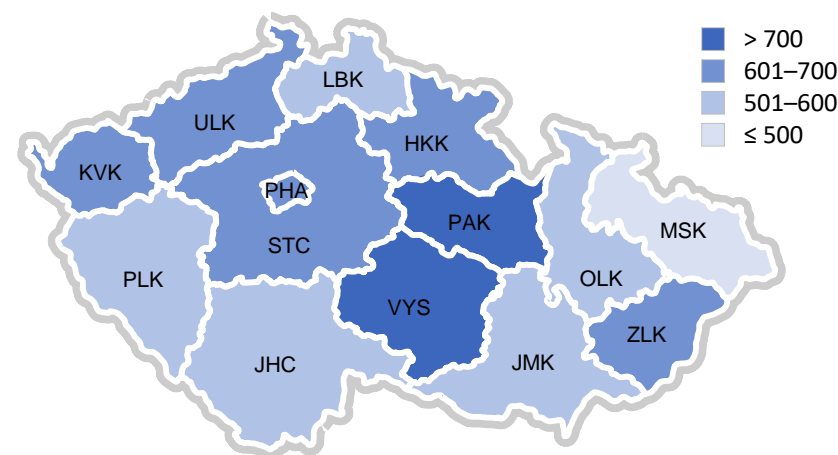 > 700
601–700
501–600
≤ 500
LBK
ULK
HKK
KVK
PHA
PAK
MSK
STC
PLK
OLK
VYS
ZLK
JHC
JMK